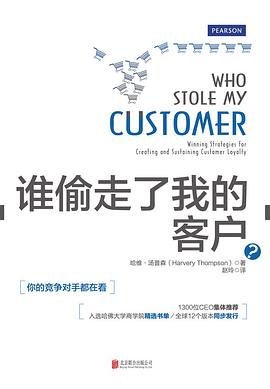 PEARSON
WHO
STOLE MY
CUSTOMER
Winning Strategies for
Creating and Sustaining Customer Loyalty
谁偷走了我的
客户?
哈维·汤普森(Harvery Thompson)◎著
赵玲◎译
你的竞争对手都在看
1300位CEO集体推荐
入选哈佛大学商学院精选书单/全球12个版本同步发行
北京联合出版公司